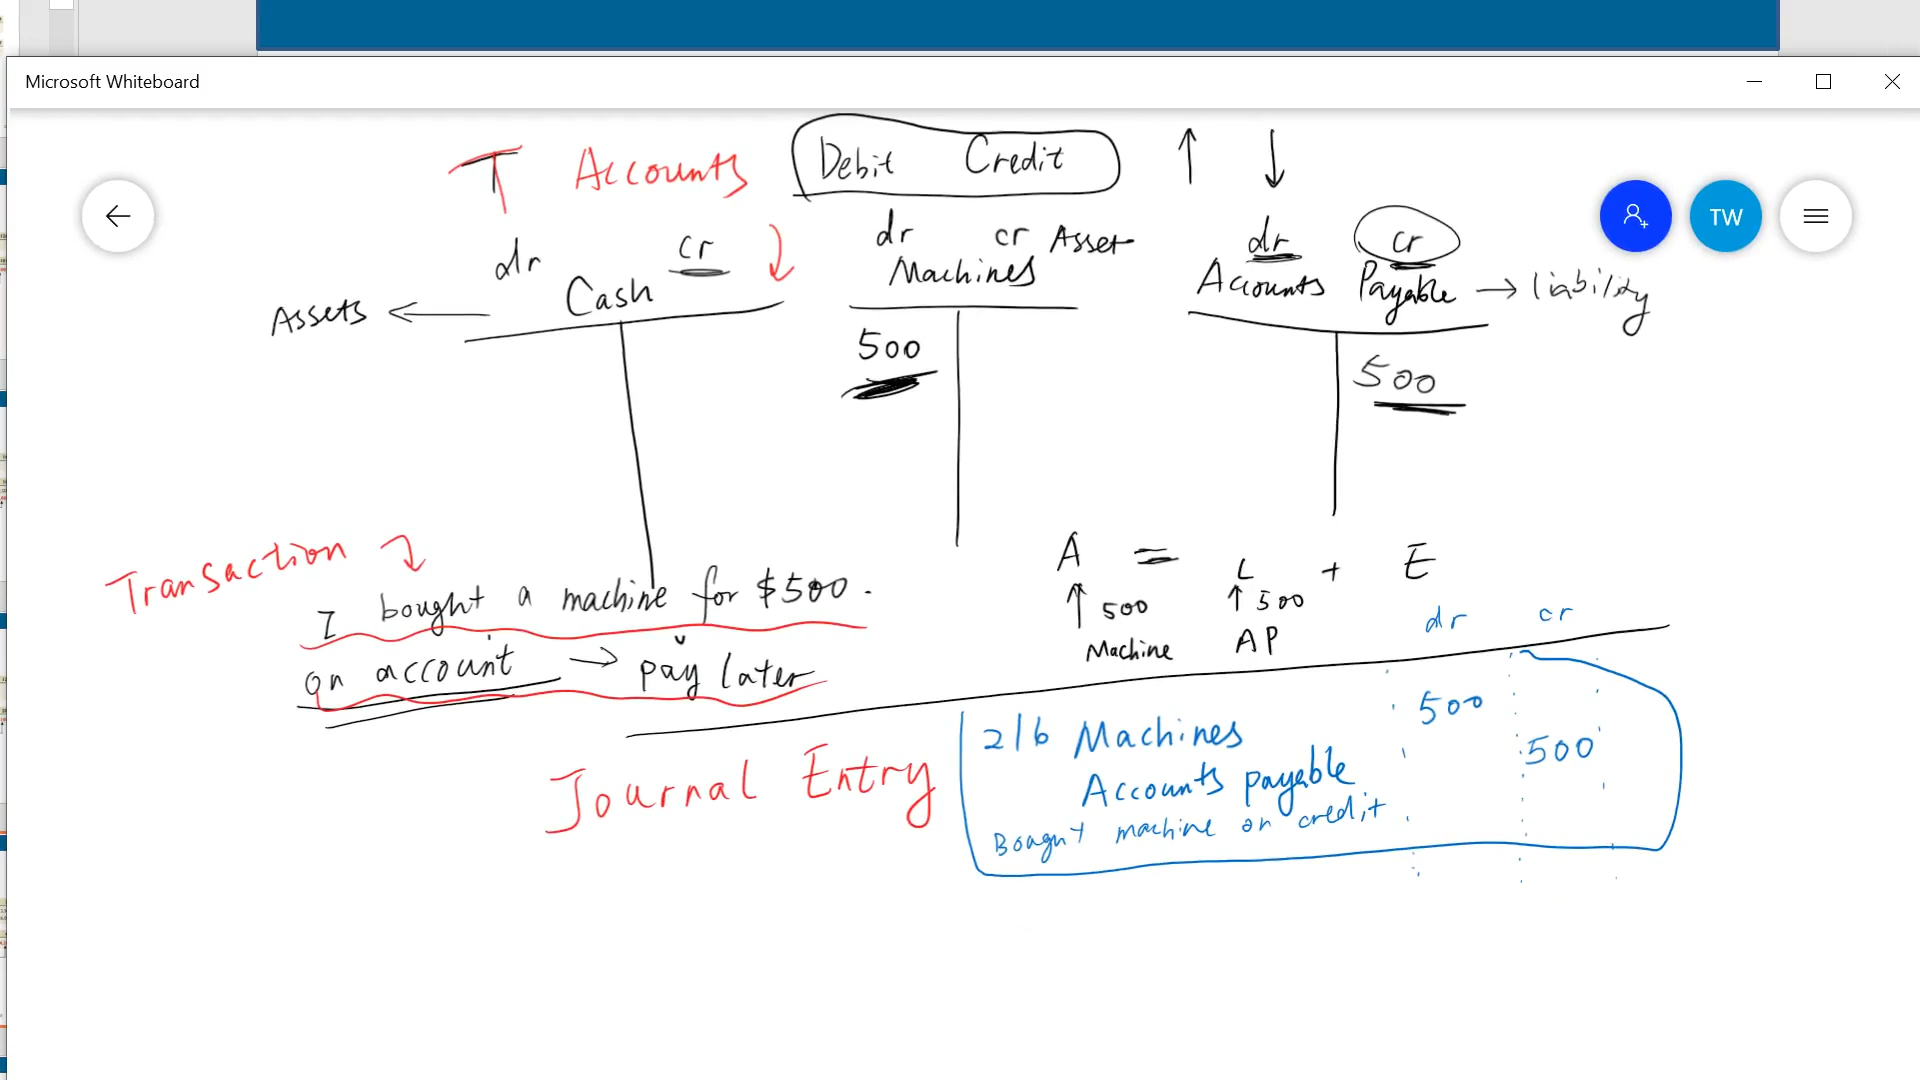 Microsoft Whiteboard
T Accounts Debit Credit ↑ ↓
dr cr
Cash
Assets ←
dr cr Asset
Machines
500
dr cr
Accounts Payable → liability
500
TW
Transaction
I bought a machine for $500.
on account → pay later
A = L + E
↑ 500 ↑ 500
Machine AP
dr cr
Journal Entry
2/6 Machines 500
Accounts payable 500
Bought machine on credit